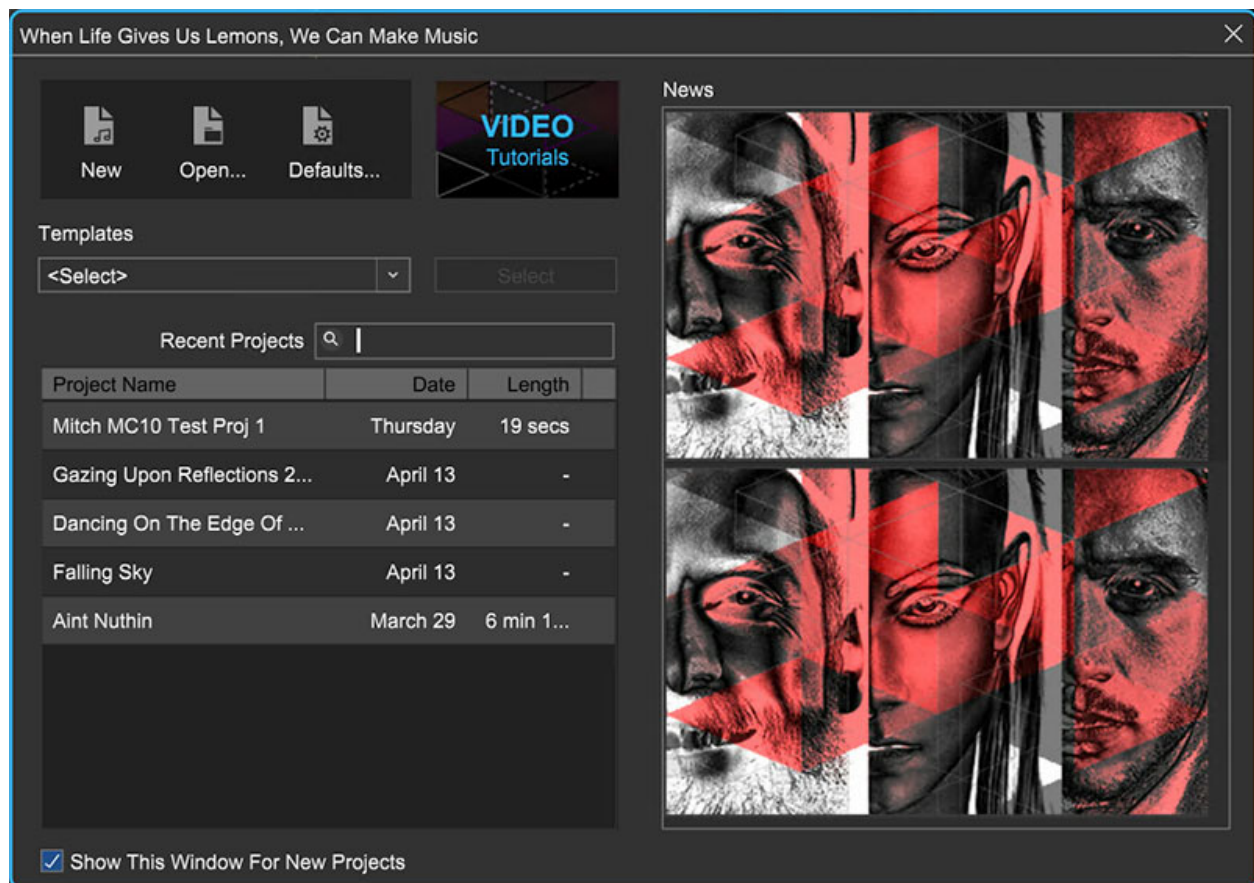 When Life Gives Us Lemons, We Can Make Music
New Open... Defaults...
VIDEO
Tutorials
Templates
<Select>
Select
Recent Projects
Project Name Date Length
Mitch MC10 Test Proj 1 Thursday 19 secs
Gazing Upon Reflections 2... April 13 -
Dancing On The Edge Of ... April 13 -
Falling Sky April 13 -
Aint Nuthin March 29 6 min 1...
Show This Window For New Projects
News